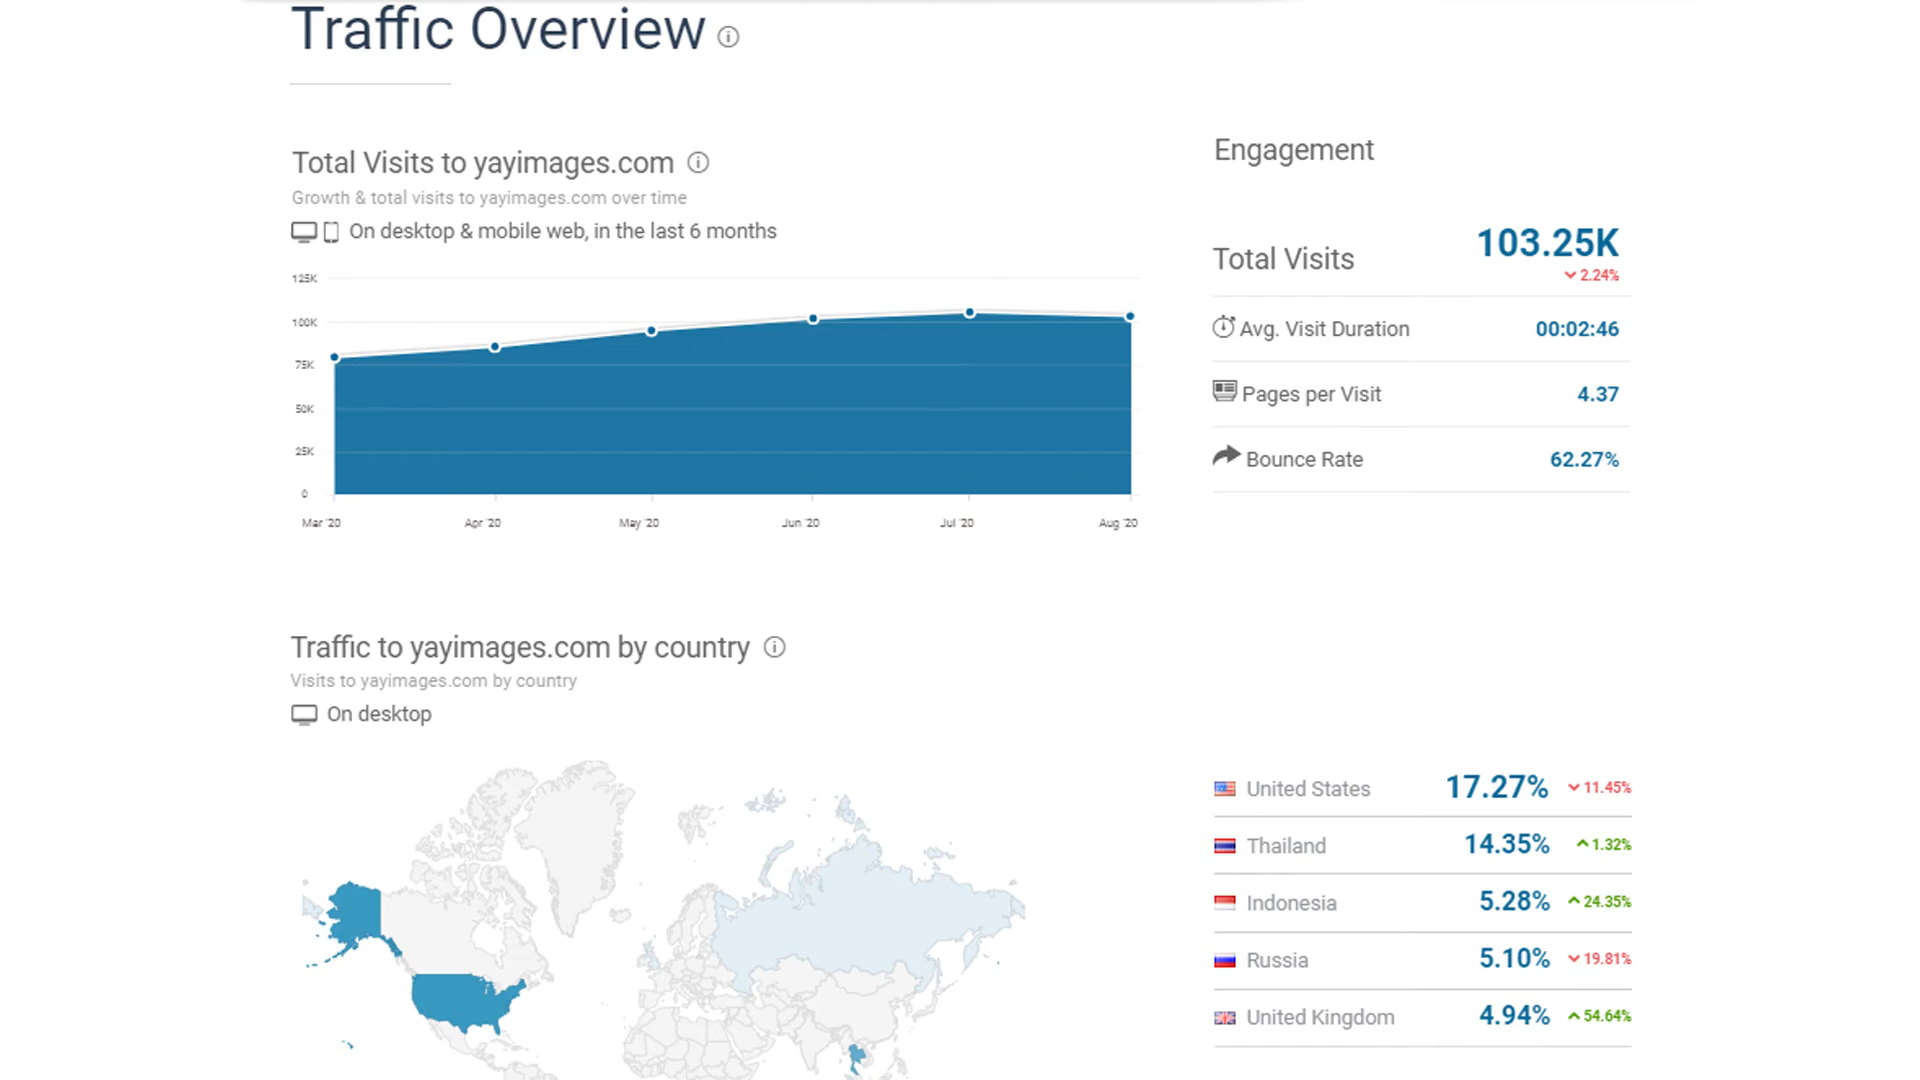 Traffic Overview
Total Visits to yayimages.com
Growth & total visits to yayimages.com over time
On desktop & mobile web, in the last 6 months
125K
100K
75K
50K
25K
0
Mar '20
Apr '20
May '20
Jun '20
Jul '20
Aug '20
Engagement
Total Visits 103.25K
2.24%
Avg. Visit Duration 00:02:46
Pages per Visit 4.37
Bounce Rate 62.27%
Traffic to yayimages.com by country
Visits to yayimages.com by country
On desktop
United States 17.27% 11.45%
Thailand 14.35% 1.32%
Indonesia 5.28% 24.35%
Russia 5.10% 19.81%
United Kingdom 4.94% 54.64%